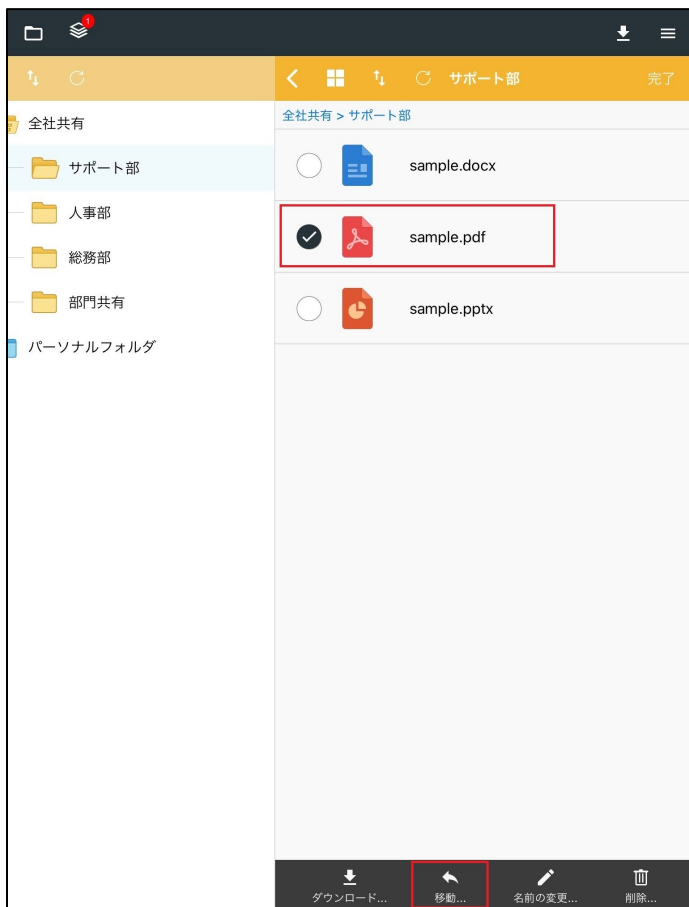 1
サポート部
完了
全社共有
サポート部
人事部
総務部
部門共有
パーソナルフォルダ
全社共有 > サポート部
sample.docx
sample.pdf
sample.pptx
ダウンロード...
移動...
名前の変更...
削除...